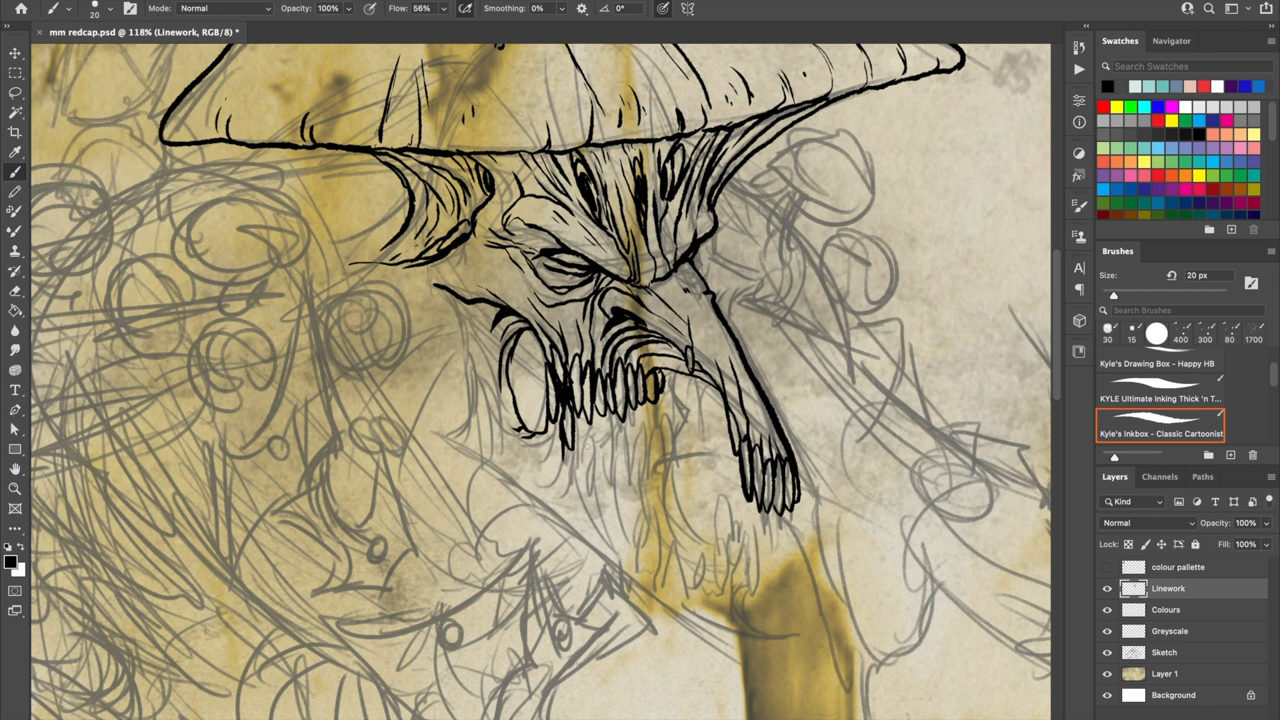 20
Mode: Normal
Opacity: 100%
Flow: 56%
Smoothing: 0%
0°
mm redcap.psd @ 118% (Linework, RGB/8) *
Swatches
Navigator
Search Swatches
Brushes
Size:
20 px
Search Brushes
30
15
400
300
80
1700
Kyle's Drawing Box - Happy HB
KYLE Ultimate Inking Thick 'n T...
Kyle's Inkbox - Classic Cartoonist
Layers
Channels
Paths
Kind
Normal
Opacity: 100%
Lock:
Fill: 100%
colour pallette
Linework
Colours
Greyscale
Sketch
Layer 1
Background